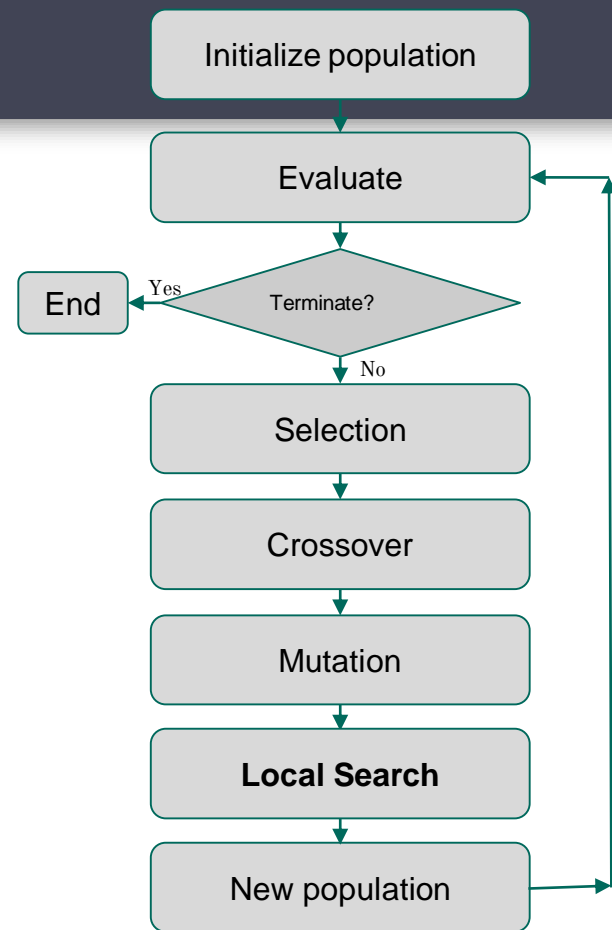 Initialize population
Evaluate
Yes
End
Terminate?
No
Selection
Crossover
Mutation
Local Search
New population